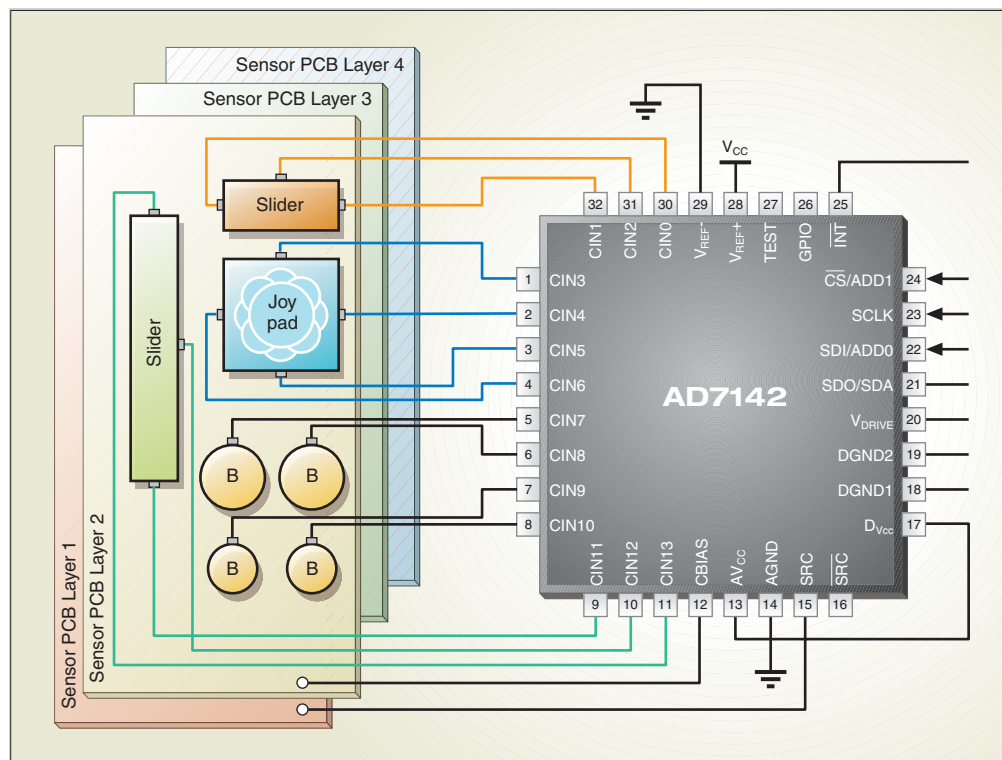 Sensor PCB Layer 4
Sensor PCB Layer 3
Sensor PCB Layer 2
Sensor PCB Layer 1
Slider
Slider
Joy
pad
B
B
B
B
VCC
32
31
30
29
28
27
26
25
CIN1
CIN2
CIN0
VREF-
VREF+
TEST
GPIO
INT
1
CIN3
2
CIN4
3
CIN5
4
CIN6
5
CIN7
6
CIN8
7
CIN9
8
CIN10
AD7142
CS/ADD1
24
SCLK
23
SDI/ADD0
22
SDO/SDA
21
VDRIVE
20
DGND2
19
DGND1
18
DVcc
17
CIN11
CIN12
CIN13
CBIAS
AVCC
AGND
SRC
SRC
9
10
11
12
13
14
15
16